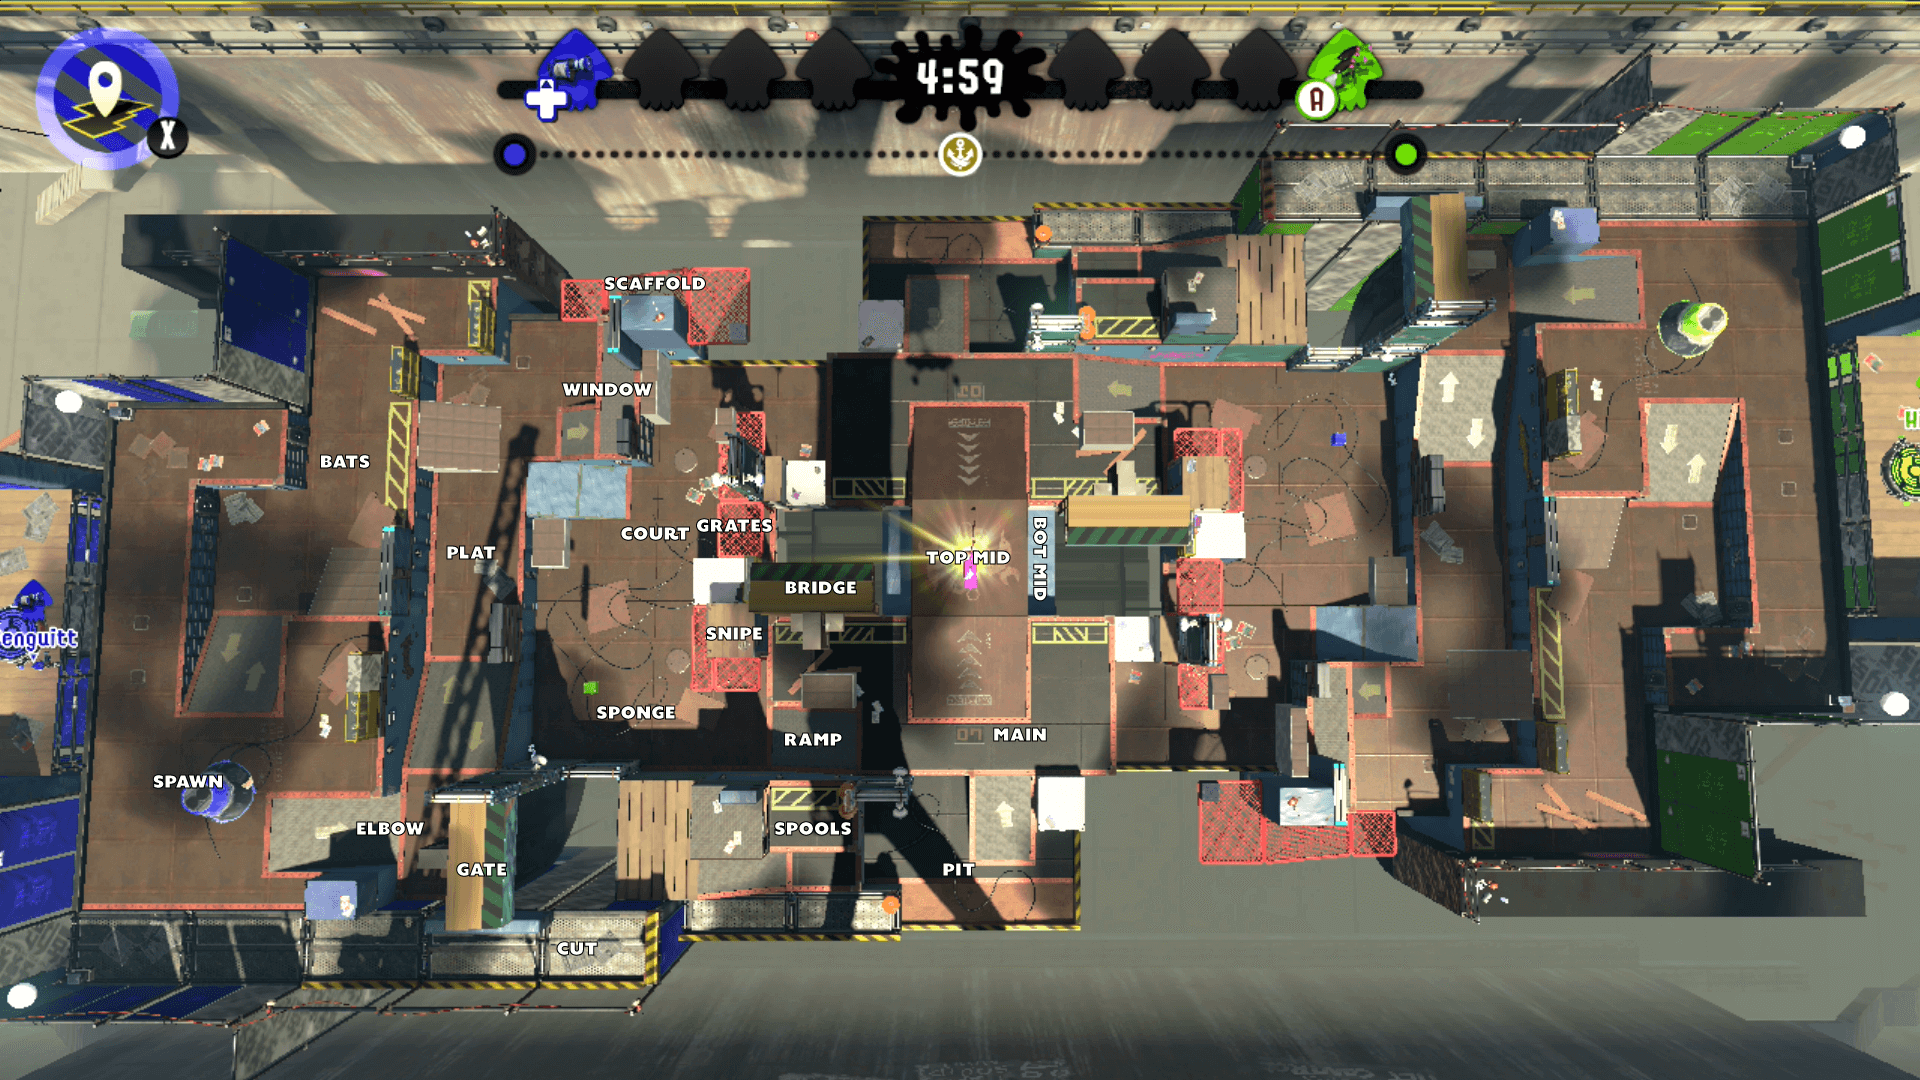 4:59
X
A
SCAFFOLD
WINDOW
BATS
COURT
GRATES
PLAT
TOP MID
BOT MID
BRIDGE
SNIPE
enguitt
SPONGE
RAMP
MAIN
SPAWN
ELBOW
SPOOLS
GATE
PIT
CUT
07